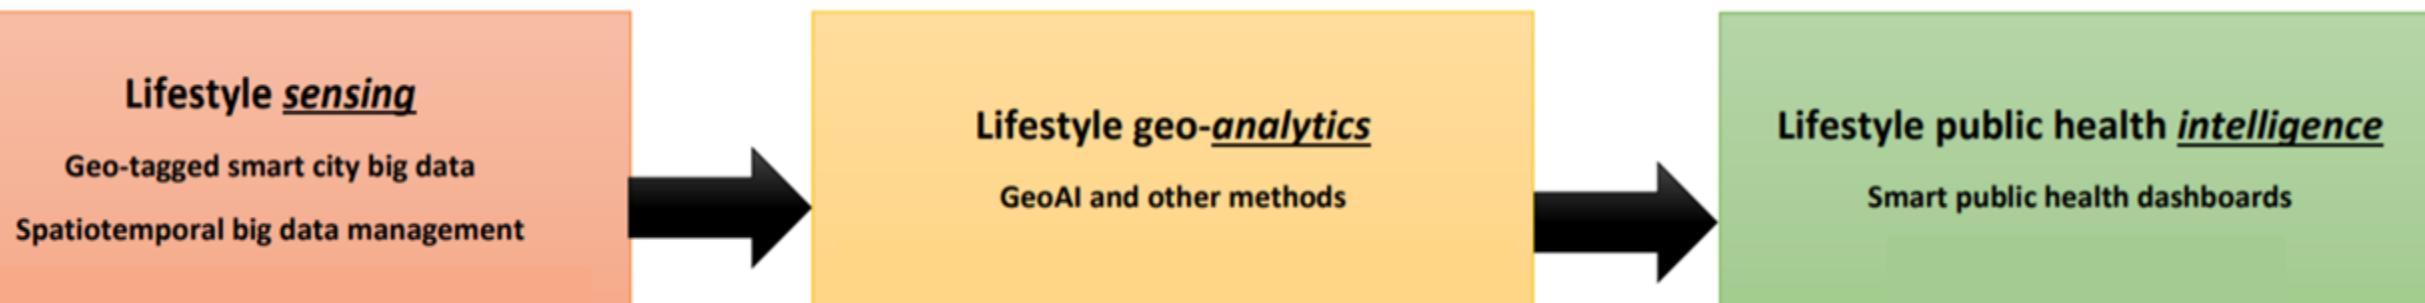 Lifestyle sensing
Geo-tagged smart city big data
Spatiotemporal big data management
Lifestyle geo-analytics
GeoAI and other methods
Lifestyle public health intelligence
Smart public health dashboards